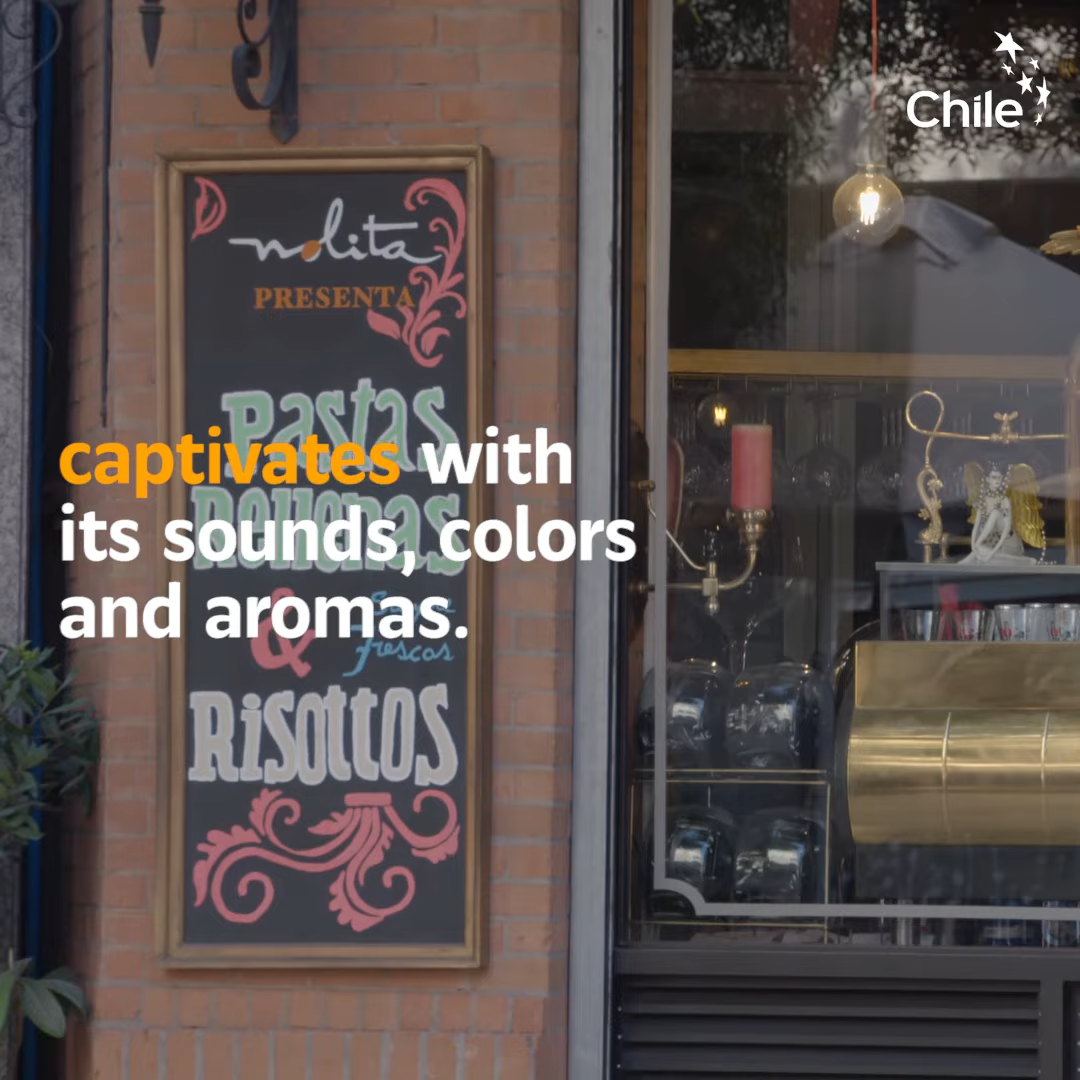 Chile
nolita
PRESENTA
Pastas
captivates with
Rellenas
its sounds, colors
and aromas.
&
frescos
RISOTTOS